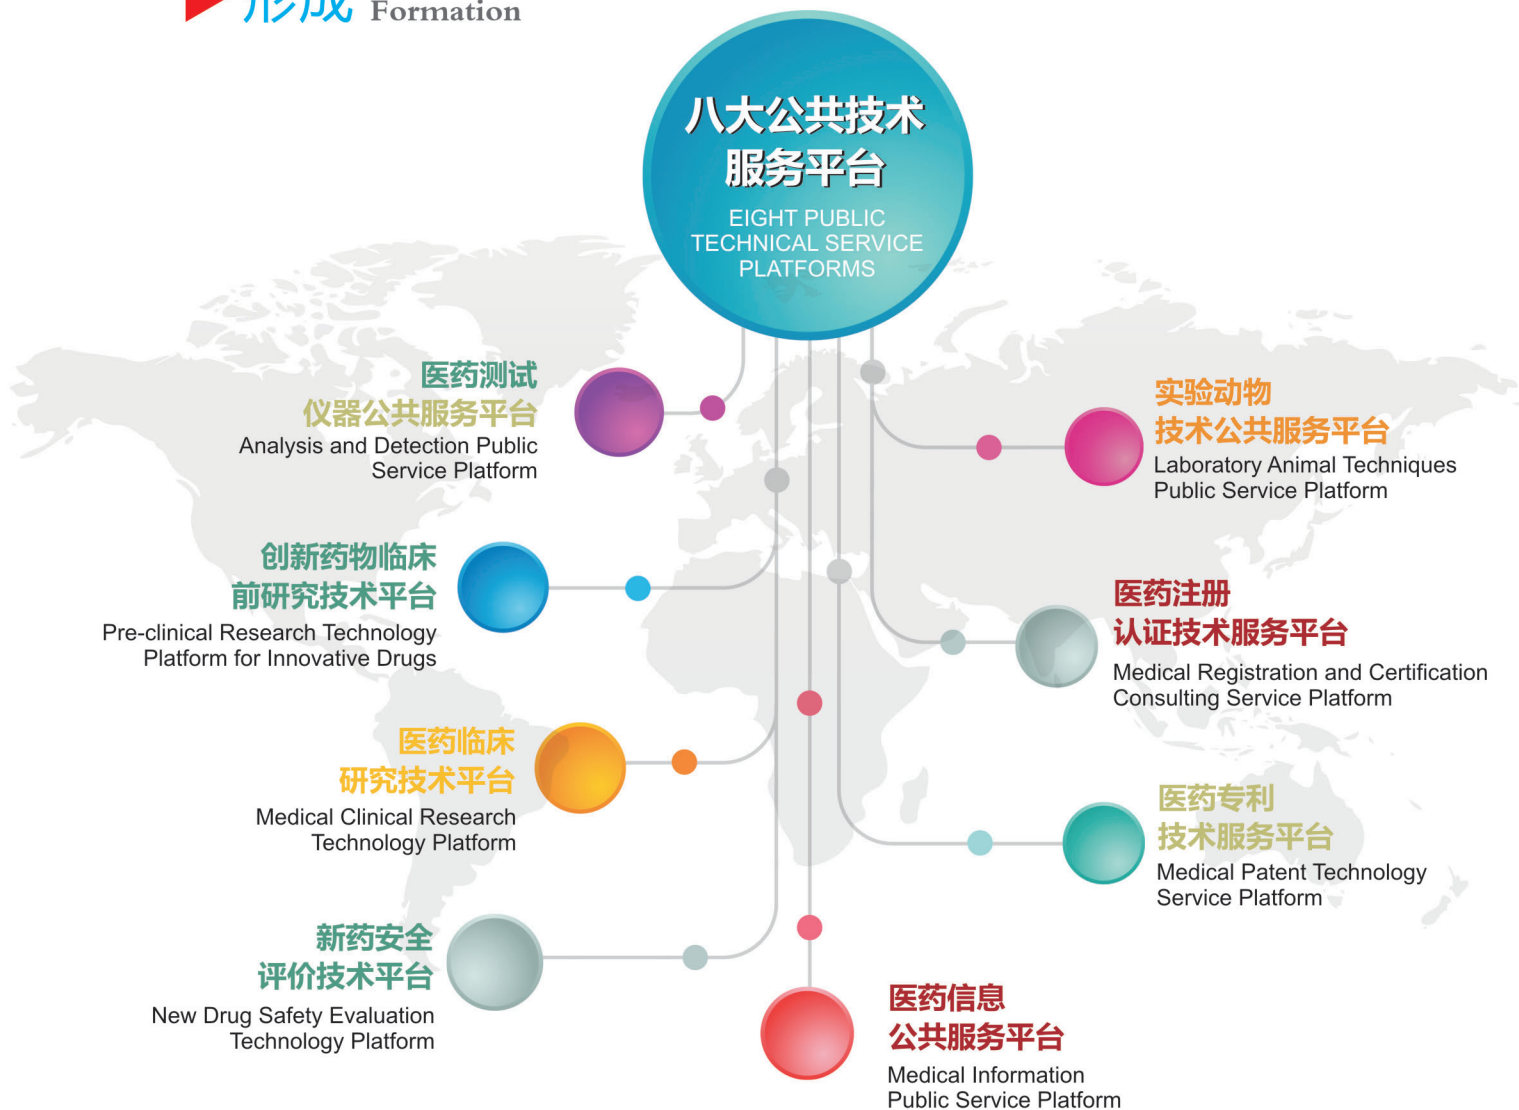 形成 Formation
八大公共技术
服务平台
EIGHT PUBLIC
TECHNICAL SERVICE
PLATFORMS
医药测试
仪器公共服务平台
Analysis and Detection Public
Service Platform
创新药物临床
前研究技术平台
Pre-clinical Research Technology
Platform for Innovative Drugs
医药临床
研究技术平台
Medical Clinical Research
Technology Platform
新药安全
评价技术平台
New Drug Safety Evaluation
Technology Platform
医药信息
公共服务平台
Medical Information
Public Service Platform
实验动物
技术公共服务平台
Laboratory Animal Techniques
Public Service Platform
医药注册
认证技术服务平台
Medical Registration and Certification
Consulting Service Platform
医药专利
技术服务平台
Medical Patent Technology
Service Platform